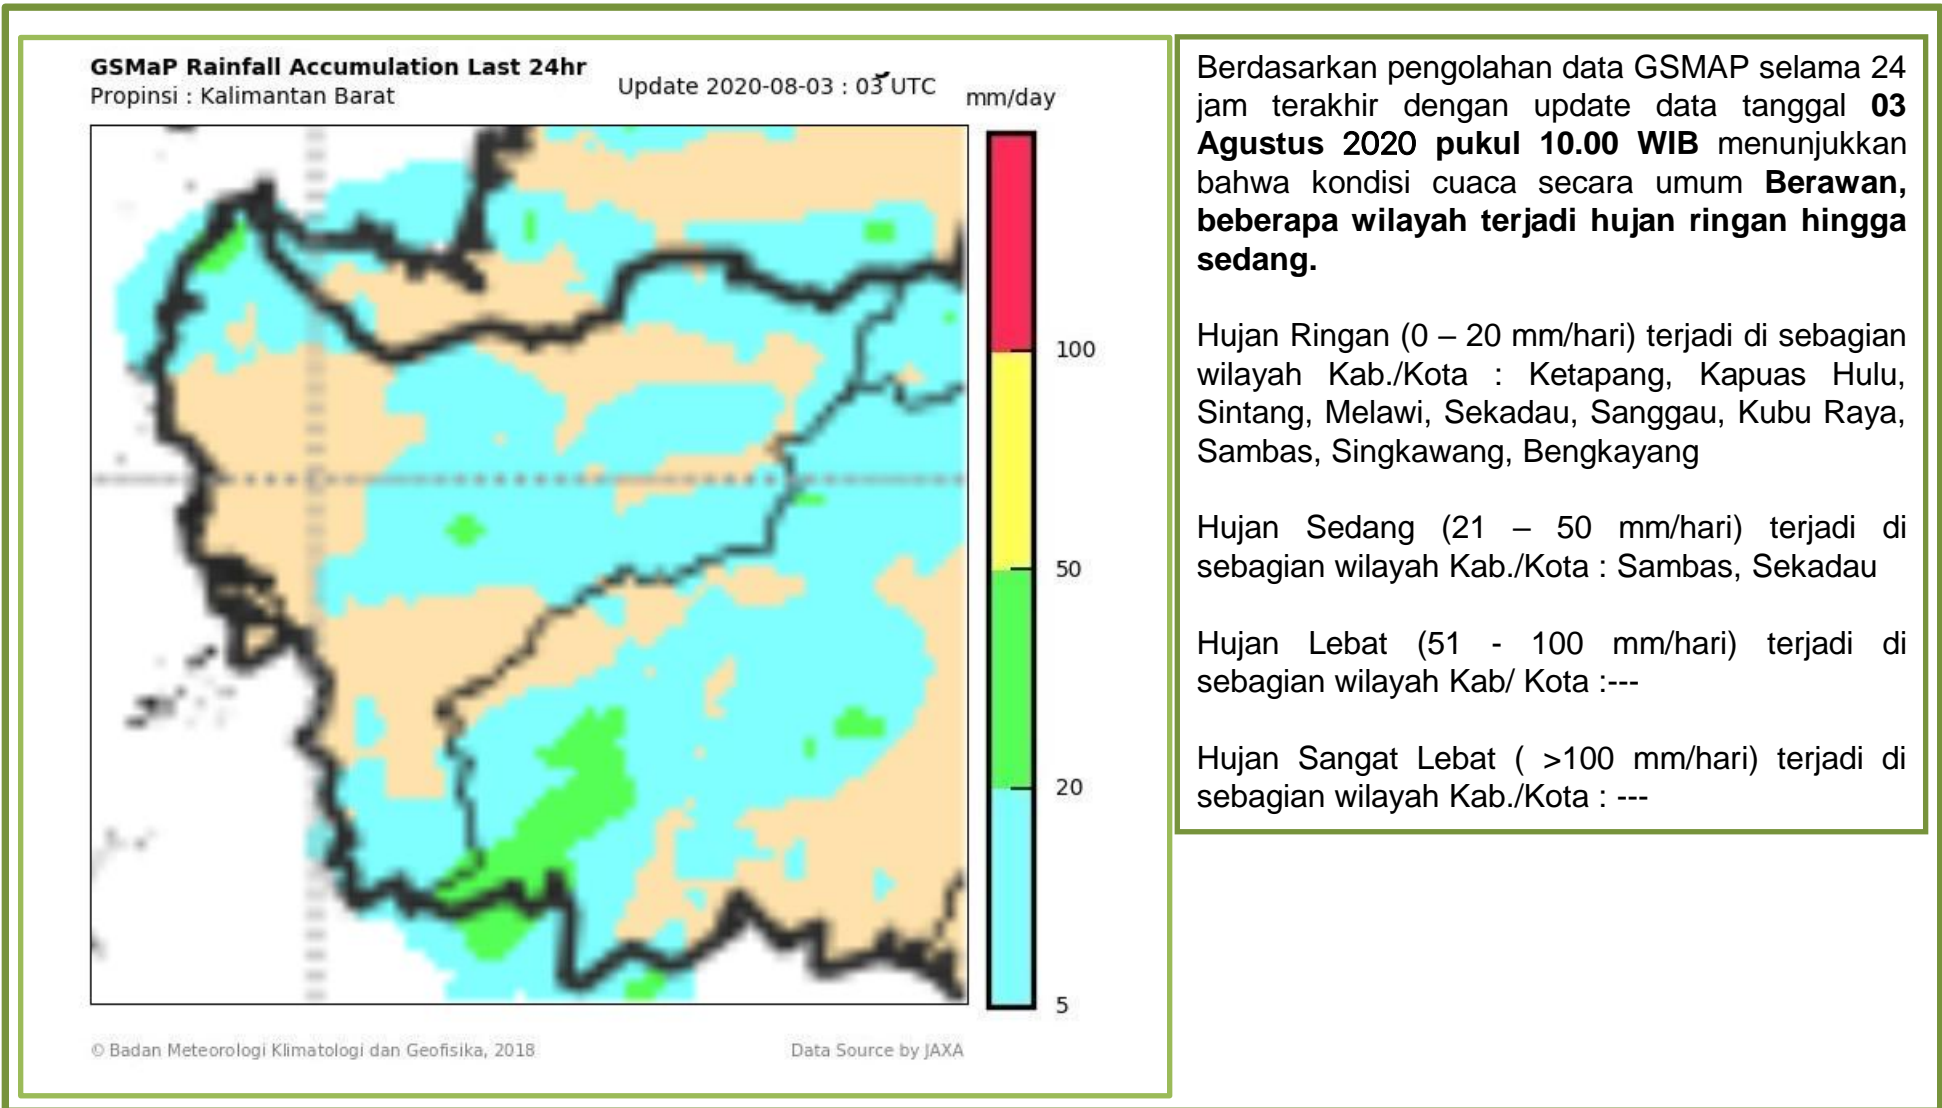 GSMaP Rainfall Accumulation Last 24hr
Propinsi : Kalimantan Barat
Update 2020-08-03 : 03 UTC
mm/day
100
50
20
5
© Badan Meteorologi Klimatologi dan Geofisika, 2018
Data Source by JAXA
Berdasarkan pengolahan data GSMAP selama 24
jam terakhir dengan update data tanggal 03
Agustus 2020 pukul 10.00 WIB menunjukkan
bahwa kondisi cuaca secara umum Berawan,
beberapa wilayah terjadi hujan ringan hingga
sedang.
Hujan Ringan (0 – 20 mm/hari) terjadi di sebagian
wilayah Kab./Kota : Ketapang, Kapuas Hulu,
Sintang, Melawi, Sekadau, Sanggau, Kubu Raya,
Sambas, Singkawang, Bengkayang
Hujan Sedang (21 – 50 mm/hari) terjadi di
sebagian wilayah Kab./Kota : Sambas, Sekadau
Hujan Lebat (51 - 100 mm/hari) terjadi di
sebagian wilayah Kab/ Kota :---
Hujan Sangat Lebat ( >100 mm/hari) terjadi di
sebagian wilayah Kab./Kota : ---